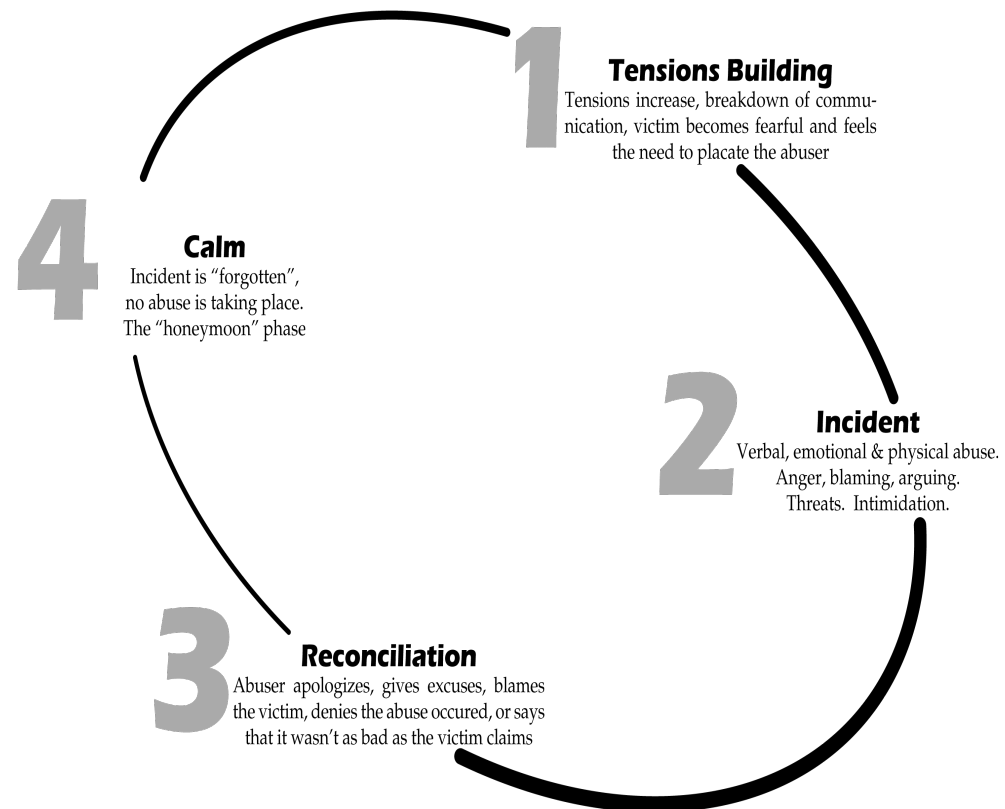 1
Tensions Building
Tensions increase, breakdown of commu-
nication, victim becomes fearful and feels
the need to placate the abuser
2
Incident
Verbal, emotional & physical abuse.
Anger, blaming, arguing.
Threats. Intimidation.
3
Reconciliation
Abuser apologizes, gives excuses, blames
the victim, denies the abuse occured, or says
that it wasn't as bad as the victim claims
4
Calm
Incident is “forgotten”,
no abuse is taking place.
The “honeymoon” phase